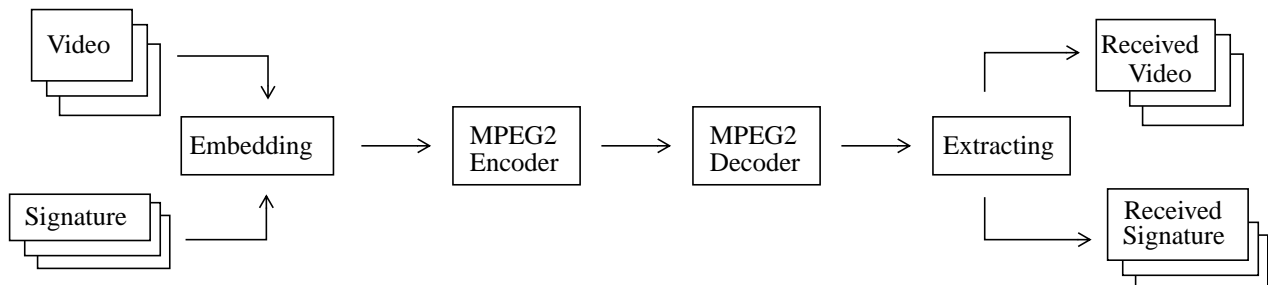 Video
Signature
Embedding
MPEG2
Encoder
MPEG2
Decoder
Extracting
Received
Video
Received
Signature